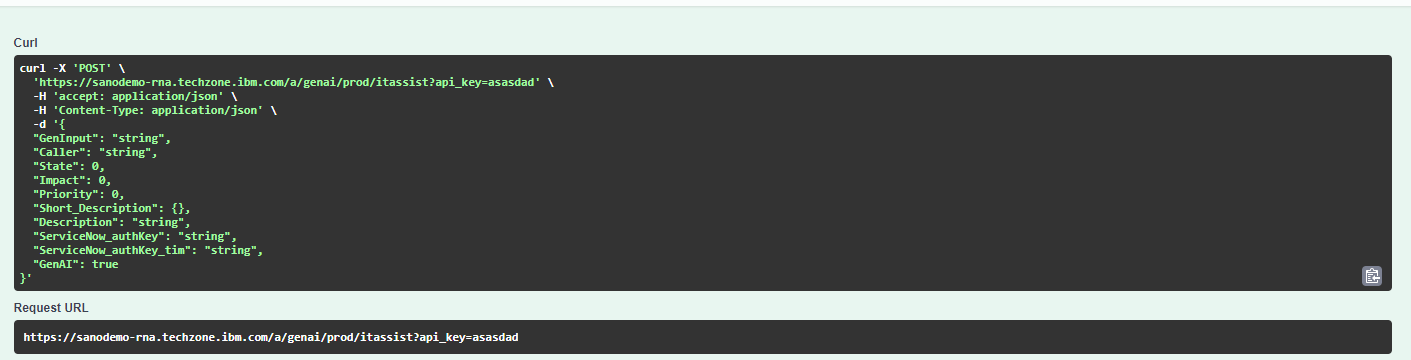 Curl
curl -X 'POST' \
'https://sanodemo-rna.techzone.ibm.com/a/genai/prod/itassist?api_key=asasdad' \
-H 'accept: application/json' \
-H 'Content-Type: application/json' \
-d '{
"GenInput": "string",
"Caller": "string",
"State": 0,
"Impact": 0,
"Priority": 0,
"Short_Description": {},
"Description": "string",
"ServiceNow_authKey": "string",
"ServiceNow_authKey_tim": "string",
"GenAI": true
}'
Request URL
https://sanodemo-rna.techzone.ibm.com/a/genai/prod/itassist?api_key=asasdad